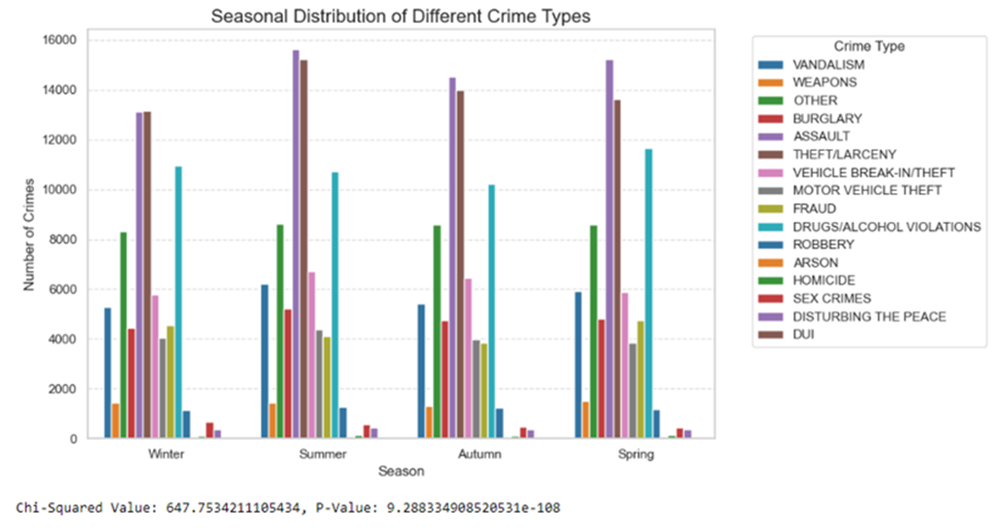 Seasonal Distribution of Different Crime Types
16000
14000
12000
10000
8000
6000
4000
2000
0
Number of Crimes
Winter
Summer
Autumn
Spring
Season
Crime Type
VANDALISM
WEAPONS
OTHER
BURGLARY
ASSAULT
THEFT/LARCENY
VEHICLE BREAK-IN/THEFT
MOTOR VEHICLE THEFT
FRAUD
DRUGS/ALCOHOL VIOLATIONS
ROBBERY
ARSON
HOMICIDE
SEX CRIMES
DISTURBING THE PEACE
DUI
Chi-Squared Value: 647.7534211105434, P-Value: 9.288334908520531e-108